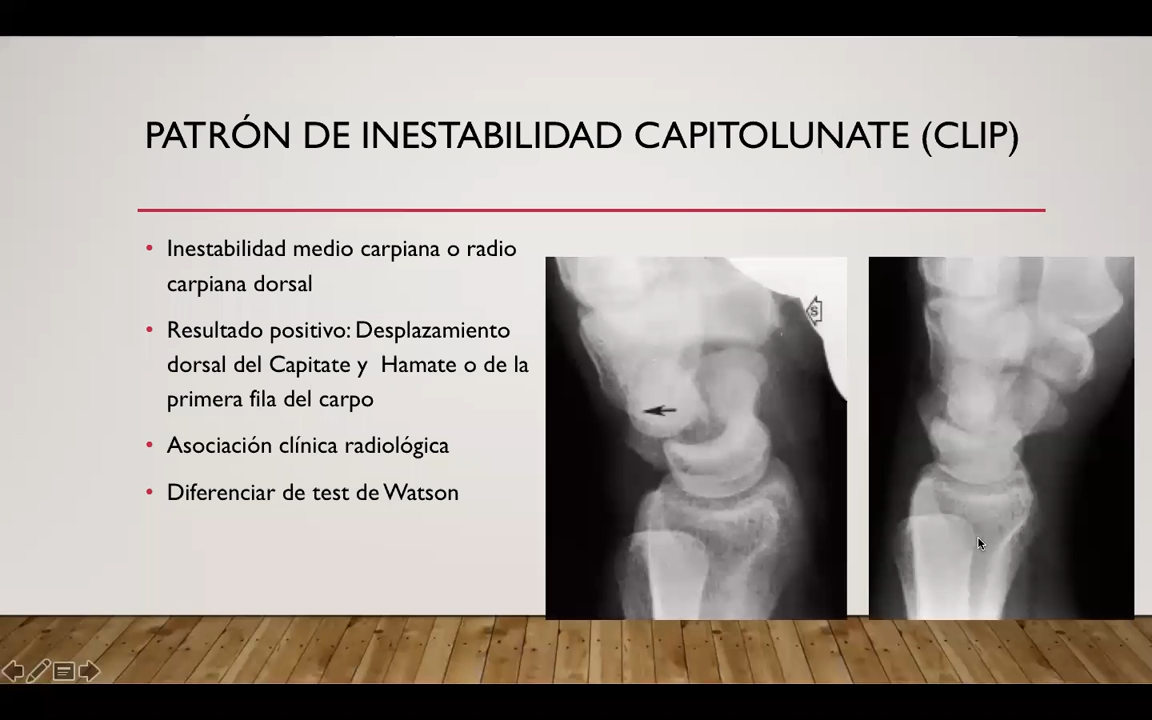 PATRÓN DE INESTABILIDAD CAPITOLUNATE (CLIP)
• Inestabilidad medio carpiana o radio
carpiana dorsal
• Resultado positivo: Desplazamiento
dorsal del Capitate y Hamate o de la
primera fila del carpo
• Asociación clínica radiológica
• Diferenciar de test de Watson
S